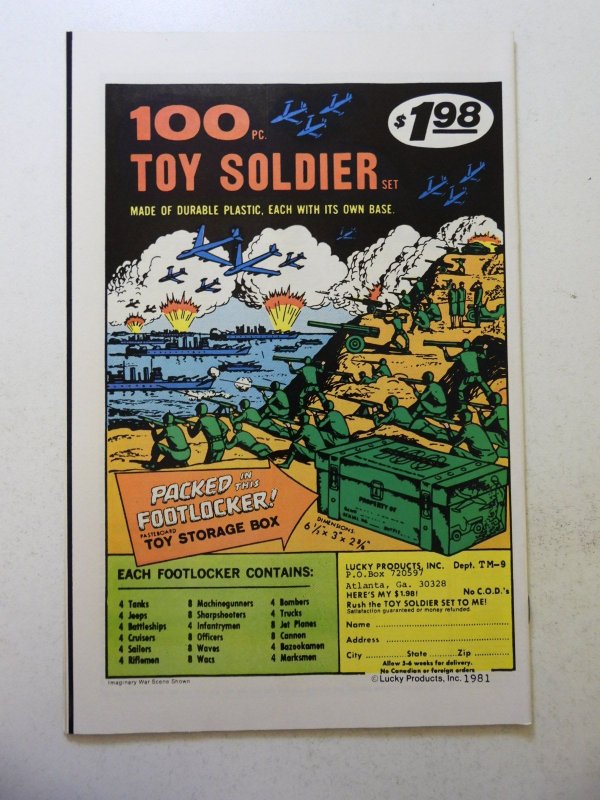 100 PC.
$1.98
TOY SOLDIER SET
MADE OF DURABLE PLASTIC, EACH WITH ITS OWN BASE.
PACKED IN THIS
FOOTLOCKER!
PASTEBOARD
TOY STORAGE BOX
PROPERTY OF
NAME
SERIAL NO. OUTFIT
DIMENSIONS:
6 1/2 x 3" x 2 3/8"
EACH FOOTLOCKER CONTAINS:
4 Tanks
4 Jeeps
4 Battleships
4 Cruisers
4 Sailors
4 Riflemen
8 Machinegunners
8 Sharpshooters
4 Infantrymen
8 Officers
8 Waves
8 Wacs
4 Bombers
4 Trucks
8 Jet Planes
8 Cannon
4 Bazookamen
4 Marksmen
LUCKY PRODUCTS, INC. Dept. TM-9
P.O.Box 720597
Atlanta, Ga. 30328
HERE'S MY $1.98! No C.O.D.'s
Rush the TOY SOLDIER SET TO ME!
Satisfaction guaranteed or money refunded.
Name
Address
City State Zip
Allow 3-6 weeks for delivery.
No Canadian or foreign orders
Imaginary War Scene Shown
©Lucky Products, Inc. 1981